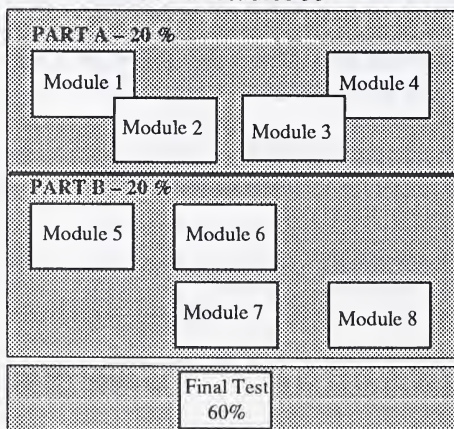 PART A – 20 %
Module 1
Module 4
Module 2
Module 3
PART B – 20 %
Module 5
Module 6
Module 7
Module 8
Final Test
60%